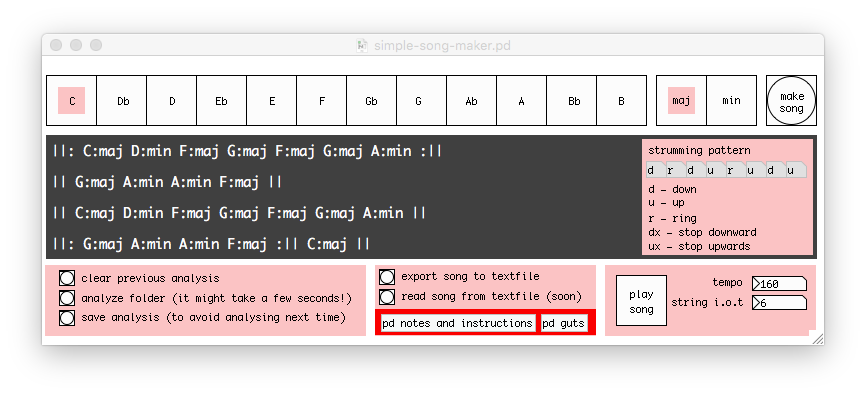 simple-song-maker.pd
C Db D Eb E F Gb G Ab A Bb B maj min make song
||: C:maj D:min F:maj G:maj F:maj G:maj A:min :||
|| G:maj A:min A:min F:maj ||
|| C:maj D:min F:maj G:maj F:maj G:maj A:min ||
||: G:maj A:min A:min F:maj :|| C:maj ||
strumming pattern
d r d u r u d u
d - down
u - up
r - ring
dx - stop downward
ux - stop upwards
clear previous analysis
analyze folder (it might take a few seconds!)
save analysis (to avoid analysing next time)
export song to textfile
read song from textfile (soon)
pd notes and instructions pd guts
play
song
tempo 160
string i.o.t 6